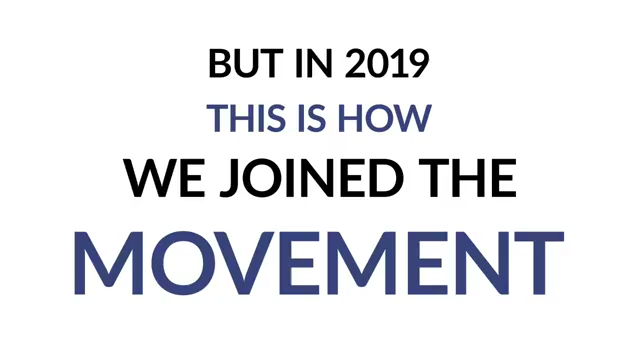 BUT IN 2019
THIS IS HOW
WE JOINED THE
MOVEMENT